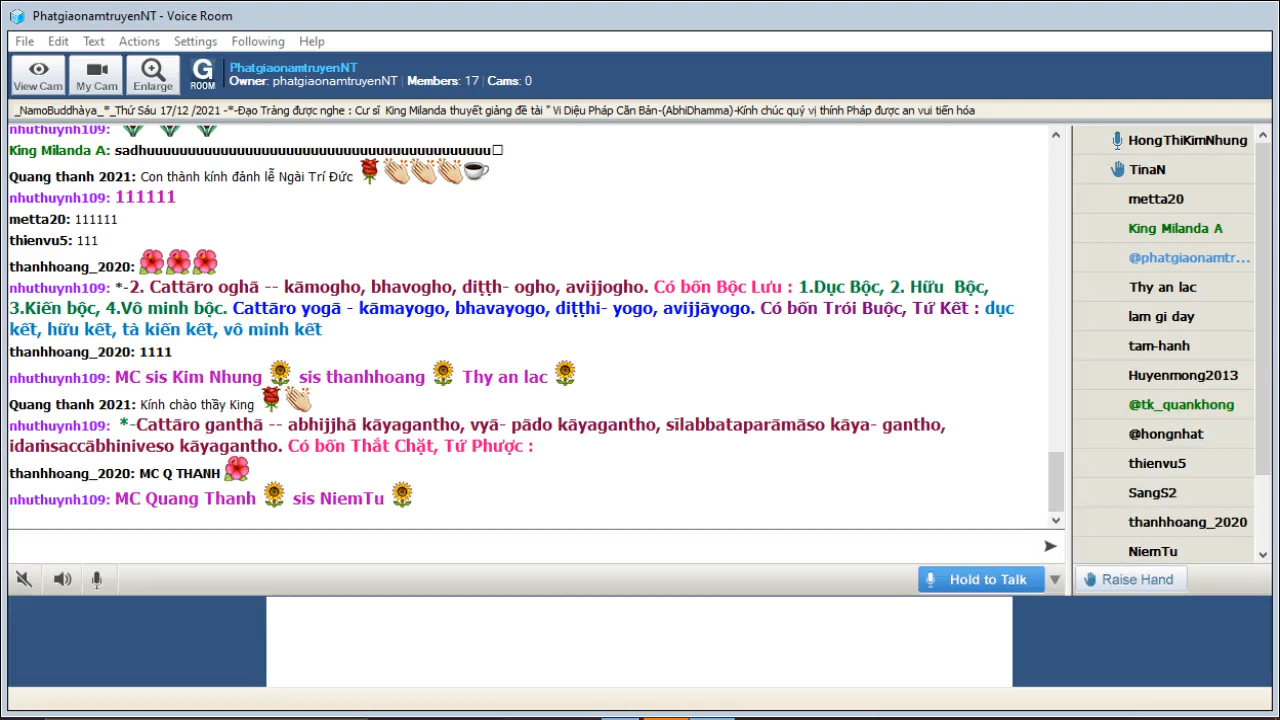 PhatgiaonamtruyenNT - Voice Room
File Edit Text Actions Settings Following Help
View Cam
My Cam
Enlarge
G ROOM
PhatgiaonamtruyenNT
Owner: phatgiaonamtruyenNT | Members: 17 | Cams: 0
_NamoBuddhàya_*_Thứ Sáu 17/12 /2021 -*-Đạo Tràng được nghe : Cư sĩ King Milanda thuyết giảng đề tài " Vi Diệu Pháp Căn Bản-(AbhiDhamma)-Kính chúc quý vị thính Pháp được an vui tiến hóa
nhuthuynh109:
King Milanda A: sadhuuuuuuuuuuuuuuuuuuuuuuuuuuuuuuuuuuuuuuuuu
Quang thanh 2021: Con thành kính đảnh lễ Ngài Trí Đức
nhuthuynh109: 111111
metta20: 111111
thienvu5: 111
thanhhoang_2020:
nhuthuynh109: *-2. Cattāro oghā -- kāmogho, bhavogho, diṭṭh- ogho, avijjogho. Có bốn Bộc Lưu : 1.Dục Bộc, 2. Hữu Bộc,
3.Kiến bộc, 4.Vô minh bộc. Cattāro yogā - kāmayogo, bhavayogo, diṭṭhi- yogo, avijjāyogo. Có bốn Trói Buộc, Tứ Kết : dục
kết, hữu kết, tà kiến kết, vô minh kết
thanhhoang_2020: 1111
nhuthuynh109: MC sis Kim Nhung sis thanhhoang Thy an lac
Quang thanh 2021: Kính chào thầy King
nhuthuynh109: *-Cattāro ganthā -- abhijjhā kāyagantho, vyā- pādo kāyagantho, sīlabbataparāmāso kāya- gantho,
idaṁsaccābhiniveso kāyagantho. Có bốn Thắt Chặt, Tứ Phược :
thanhhoang_2020: MC Q THANH
nhuthuynh109: MC Quang Thanh sis NiemTu
Hold to Talk
HongThiKimNhung
TinaN
metta20
King Milanda A
@phatgiaonamtr...
Thy an lac
lam gi day
tam-hanh
Huyenmong2013
@tk_quankhong
@hongnhat
thienvu5
SangS2
thanhhoang_2020
NiemTu
Raise Hand